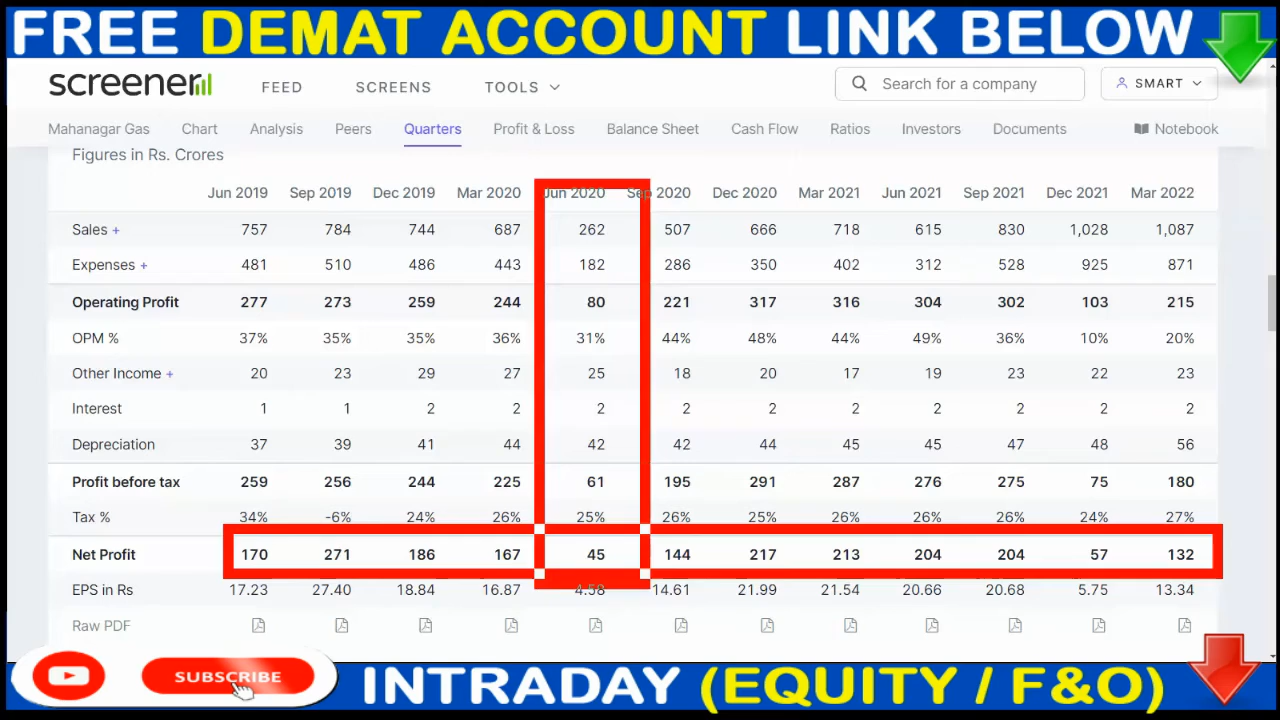 FREE DEMAT ACCOUNT LINK BELOW
screener FEED SCREENS TOOLS Search for a company SMART
Mahanagar Gas Chart Analysis Peers Quarters Profit & Loss Balance Sheet Cash Flow Ratios Investors Documents Notebook
Figures in Rs. Crores
Jun 2019 Sep 2019 Dec 2019 Mar 2020 Jun 2020 Sep 2020 Dec 2020 Mar 2021 Jun 2021 Sep 2021 Dec 2021 Mar 2022
Sales + 757 784 744 687 262 507 666 718 615 830 1,028 1,087
Expenses + 481 510 486 443 182 286 350 402 312 528 925 871
Operating Profit 277 273 259 244 80 221 317 316 304 302 103 215
OPM % 37% 35% 35% 36% 31% 44% 48% 44% 49% 36% 10% 20%
Other Income + 20 23 29 27 25 18 20 17 19 23 22 23
Interest 1 1 2 2 2 2 2 2 2 2 2 2
Depreciation 37 39 41 44 42 42 44 45 45 47 48 56
Profit before tax 259 256 244 225 61 195 291 287 276 275 75 180
Tax % 34% -6% 24% 26% 25% 26% 25% 26% 26% 26% 24% 27%
Net Profit 170 271 186 167 45 144 217 213 204 204 57 132
EPS in Rs 17.23 27.40 18.84 16.87 4.58 14.61 21.99 21.54 20.66 20.68 5.75 13.34
Raw PDF
SUBSCRIBE
INTRADAY (EQUITY / F&O)